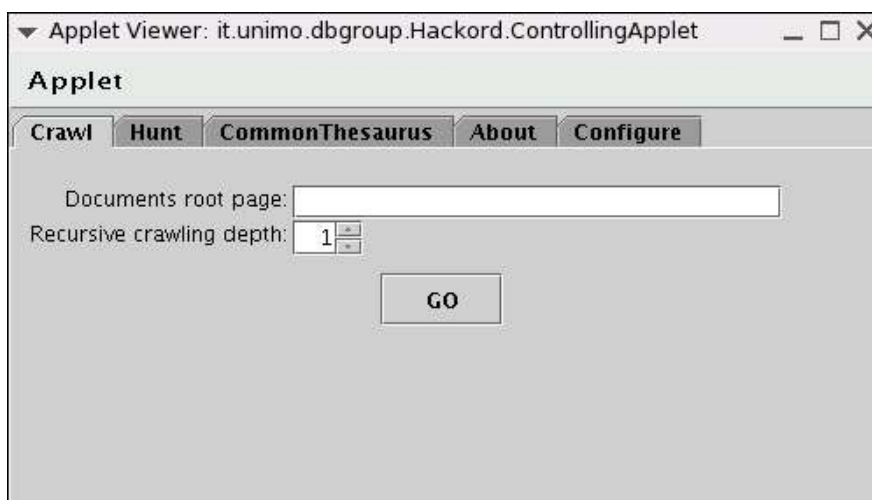 Applet Viewer: it.unimo.dbgroup.Hackord.ControllingApplet
Applet
Crawl Hunt CommonThesaurus About Configure
Documents root page:
Recursive crawling depth: 1
GO